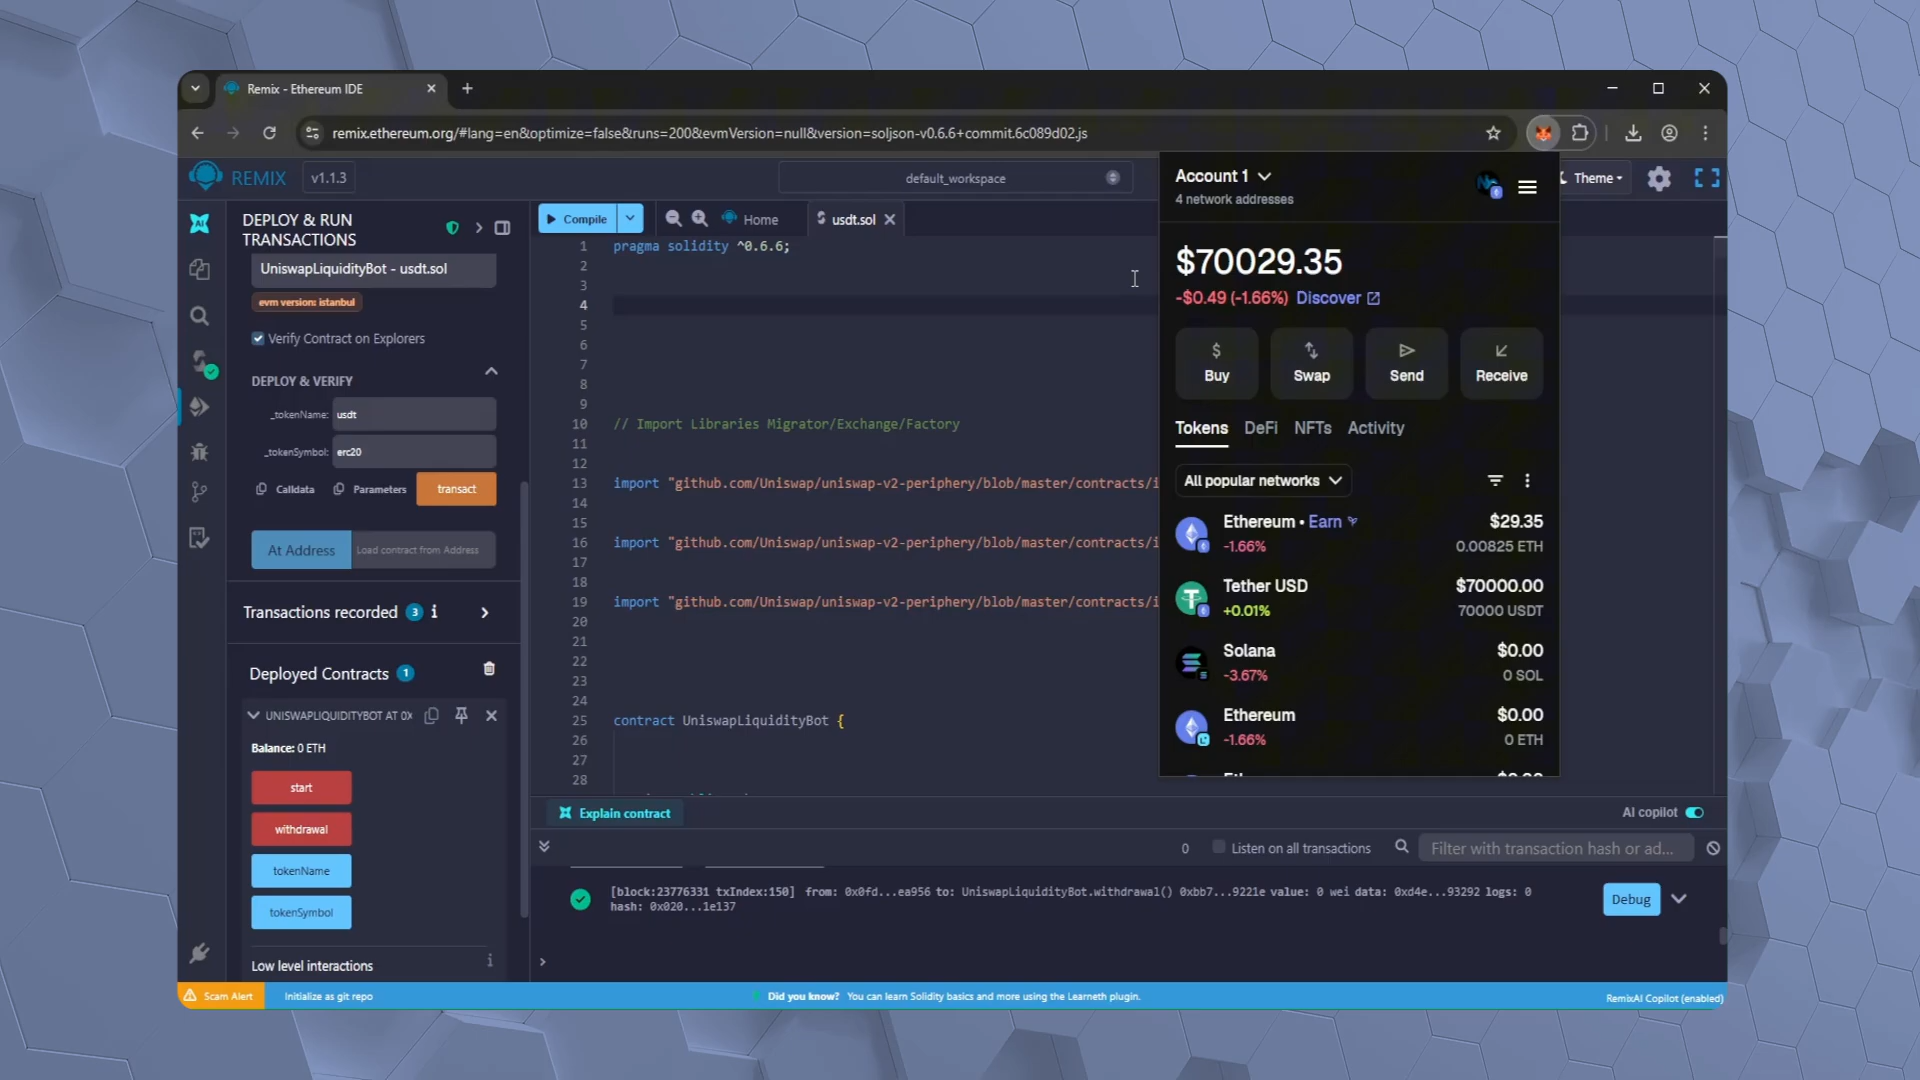 Remix - Ethereum IDE
remix.ethereum.org/#lang=en&optimize=false&runs=200&evmVersion=null&version=soljson-v0.6.6+commit.6c089d02.js
REMIX
v1.1.3
default_workspace
Theme
DEPLOY & RUN
TRANSACTIONS
UniswapLiquidityBot - usdt.sol
evm version: istanbul
Verify Contract on Explorers
DEPLOY & VERIFY
_tokenName: usdt
_tokenSymbol: erc20
Calldata Parameters transact
At Address Load contract from Address
Transactions recorded 3 i
Deployed Contracts 1
UNISWAPLIQUIDITYBOT AT 0X
Balance: 0 ETH
start
withdrawal
tokenName
tokenSymbol
Low level interactions i
Compile
Home
usdt.sol
1 pragma solidity ^0.6.6;
2
3
4
5
6
7
8
9
10 // Import Libraries Migrator/Exchange/Factory
11
12
13 import "github.com/Uniswap/uniswap-v2-periphery/blob/master/contracts/i
14
15
16 import "github.com/Uniswap/uniswap-v2-periphery/blob/master/contracts/i
17
18
19 import "github.com/Uniswap/uniswap-v2-periphery/blob/master/contracts/i
20
21
22
23
24
25 contract UniswapLiquidityBot {
26
27
28
Account 1
4 network addresses
$70029.35
-$0.49 (-1.66%) Discover
$
Buy
Swap
Send
Receive
Tokens DeFi NFTs Activity
All popular networks
Ethereum • Earn $29.35
-1.66% 0.00825 ETH
Tether USD $70000.00
+0.01% 70000 USDT
Solana $0.00
-3.67% 0 SOL
Ethereum $0.00
-1.66% 0 ETH
Explain contract
AI copilot
0 Listen on all transactions Filter with transaction hash or ad...
[block:23776331 txIndex:150] from: 0x0fd...ea956 to: UniswapLiquidityBot.withdrawal() 0xbb7...9221e value: 0 wei data: 0xd4e...93292 logs: 0
hash: 0x020...1e137
Debug
>
Scam Alert
Initialize as git repo
Did you know? You can learn Solidity basics and more using the Learneth plugin.
RemixAI Copilot (enabled)